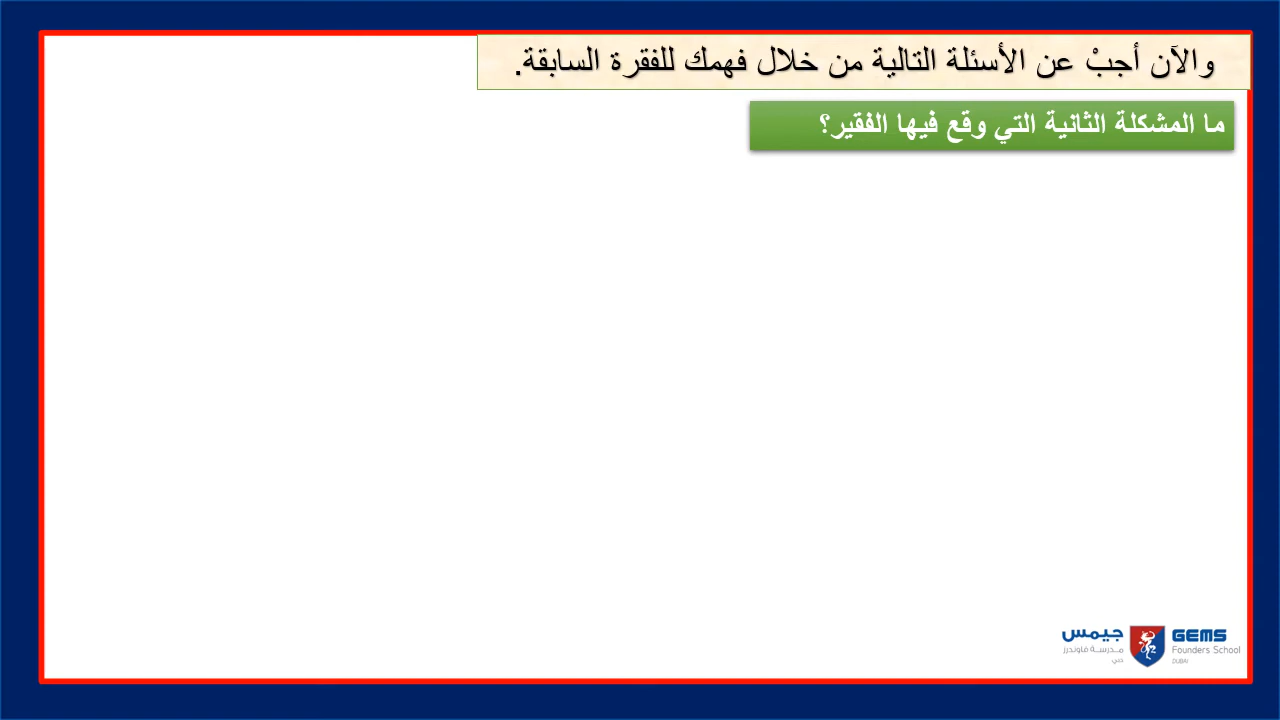 والآن أجبْ عن الأسئلة التالية من خلال فهمك للفقرة السابقة.
ما المشكلة الثانية التي وقع فيها الفقير؟
جيمس
مدرسة فاوندرز
دبي
GEMS
Founders School
DUBAI